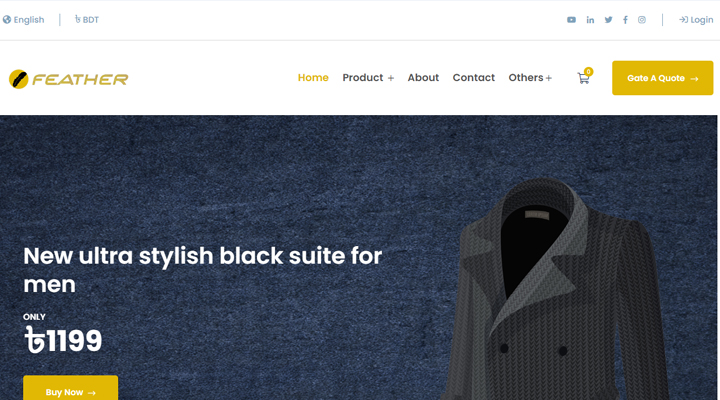 English
৳ BDT
Login
FEATHER
Home
Product +
About
Contact
Others +
0
Gate A Quote →
New ultra stylish black suite for
men
ONLY
৳1199
Buy Now →